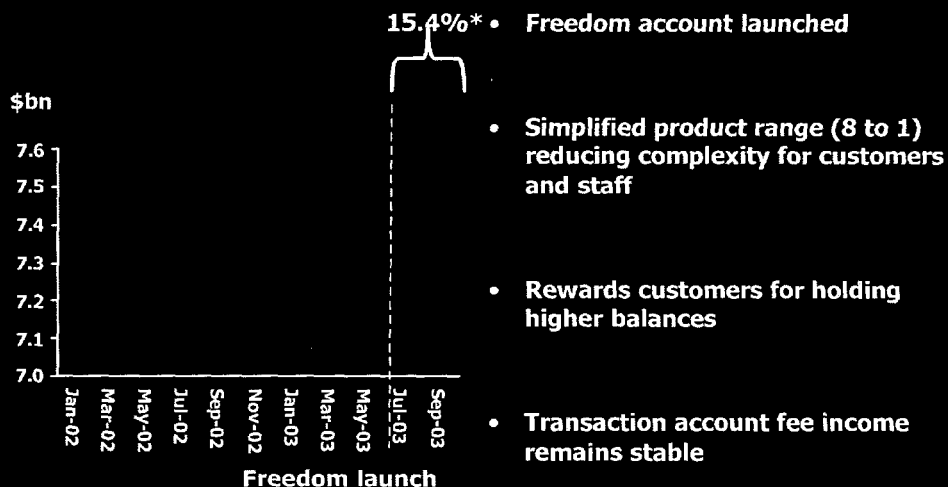 15.4%*
$bn
7.6
7.5
7.4
7.3
7.2
7.1
7.0
Jan-02
Mar-02
May-02
Jul-02
Sep-02
Nov-02
Jan-03
Mar-03
May-03
Jul-03
Sep-03
Freedom launch
• Freedom account launched
• Simplified product range (8 to 1)
reducing complexity for customers
and staff
• Rewards customers for holding
higher balances
• Transaction account fee income
remains stable